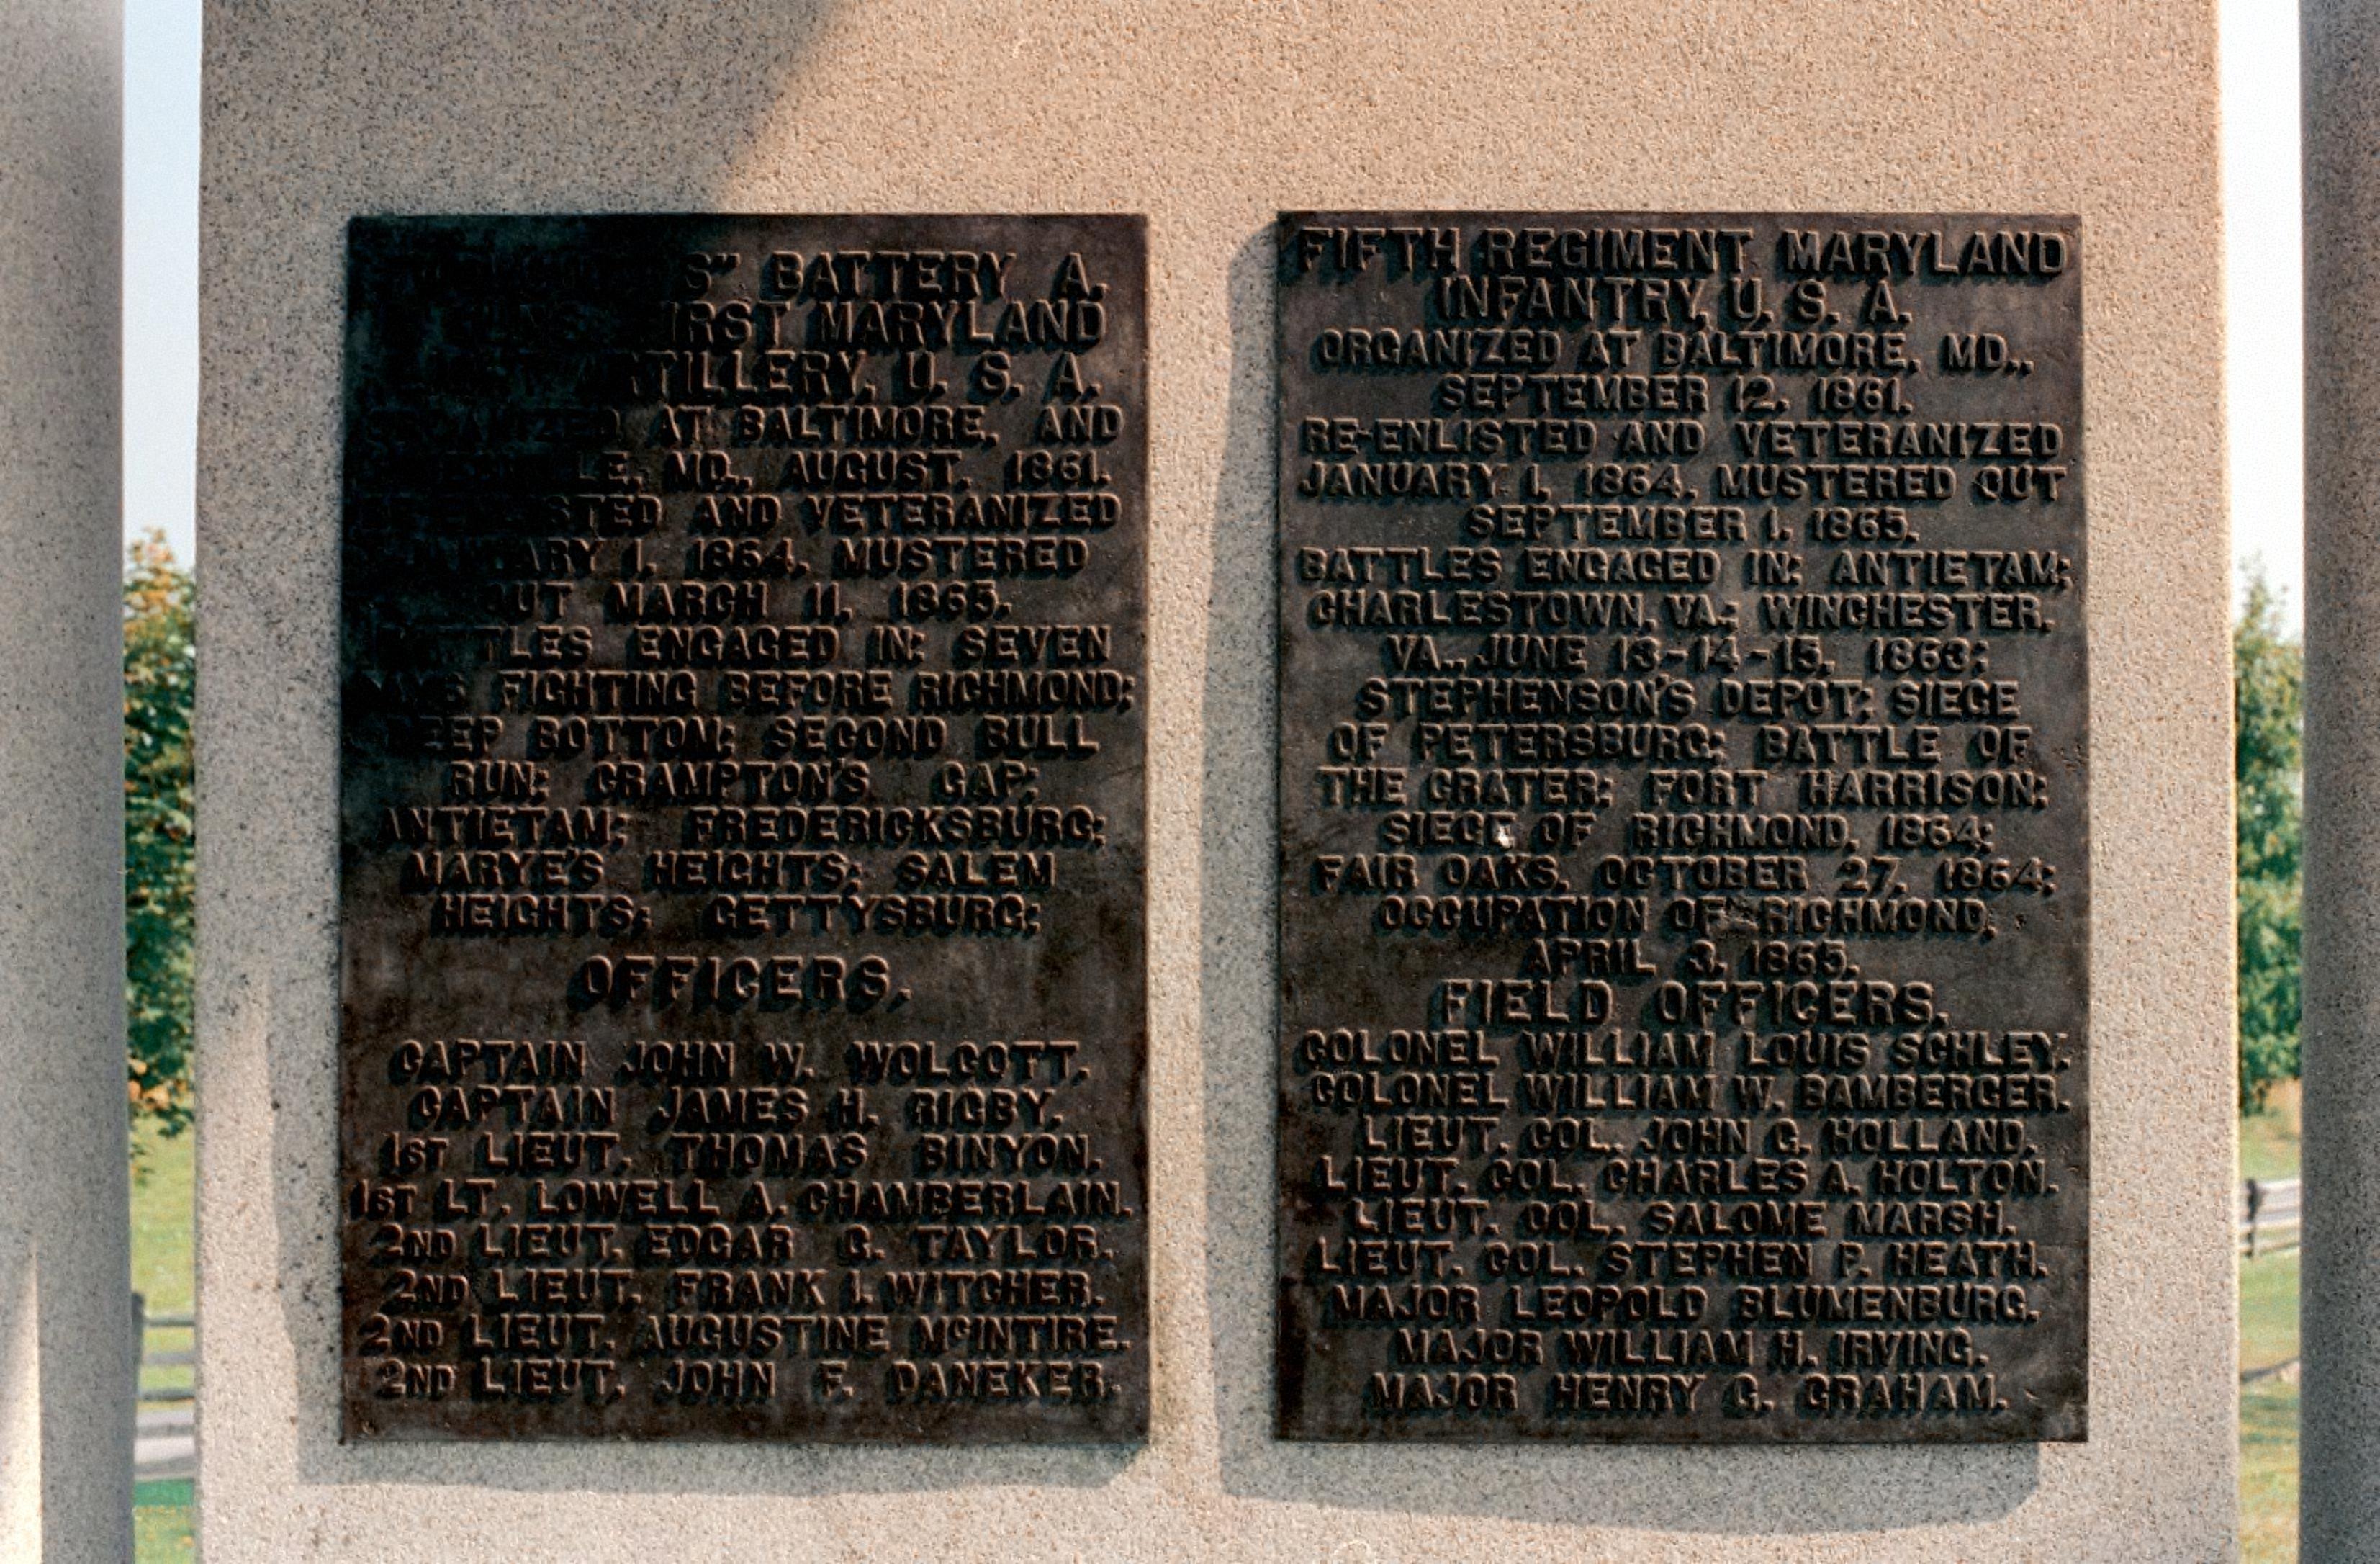 BATTERY A,
FIRST MARYLAND
ARTILLERY, U. S. A.
ORGANIZED AT BALTIMORE, AND
MD., AUGUST, 1861.
RE-ENLISTED AND VETERANIZED
JANUARY 1, 1864, MUSTERED
OUT MARCH 11, 1865.
BATTLES ENGAGED IN: SEVEN
DAYS FIGHTING BEFORE RICHMOND;
DEEP BOTTOM; SECOND BULL
RUN; CRAMPTON'S GAP;
ANTIETAM; FREDERICKSBURG;
MARYE'S HEIGHTS; SALEM
HEIGHTS; GETTYSBURG;
OFFICERS.
CAPTAIN JOHN W. WOLCOTT.
CAPTAIN JAMES H. RIGBY.
1ST LIEUT. THOMAS BINYON.
1ST LT. LOWELL A. CHAMBERLAIN.
2ND LIEUT. EDGAR G. TAYLOR.
2ND LIEUT. FRANK I. WITCHER.
2ND LIEUT. AUGUSTINE MCINTIRE.
2ND LIEUT. JOHN F. DANEKER.
FIFTH REGIMENT MARYLAND
INFANTRY, U. S. A.
ORGANIZED AT BALTIMORE, MD.,
SEPTEMBER 12, 1861.
RE-ENLISTED AND VETERANIZED
JANUARY 1, 1864, MUSTERED OUT
SEPTEMBER 1, 1865.
BATTLES ENGAGED IN: ANTIETAM;
CHARLESTOWN, VA.; WINCHESTER,
VA., JUNE 13-14-15, 1863;
STEPHENSON'S DEPOT; SIEGE
OF PETERSBURG; BATTLE OF
THE CRATER; FORT HARRISON;
SIEGE OF RICHMOND, 1864;
FAIR OAKS, OCTOBER 27, 1864;
OCCUPATION OF RICHMOND,
APRIL 3, 1865.
FIELD OFFICERS.
COLONEL WILLIAM LOUIS SCHLEY.
COLONEL WILLIAM W. BAMBERGER.
LIEUT. COL. JOHN C. HOLLAND.
LIEUT. COL. CHARLES A. HOLTON.
LIEUT. COL. SALOME MARSH.
LIEUT. COL. STEPHEN P. HEATH.
MAJOR LEOPOLD BLUMENBURG.
MAJOR WILLIAM H. IRVING.
MAJOR HENRY C. GRAHAM.